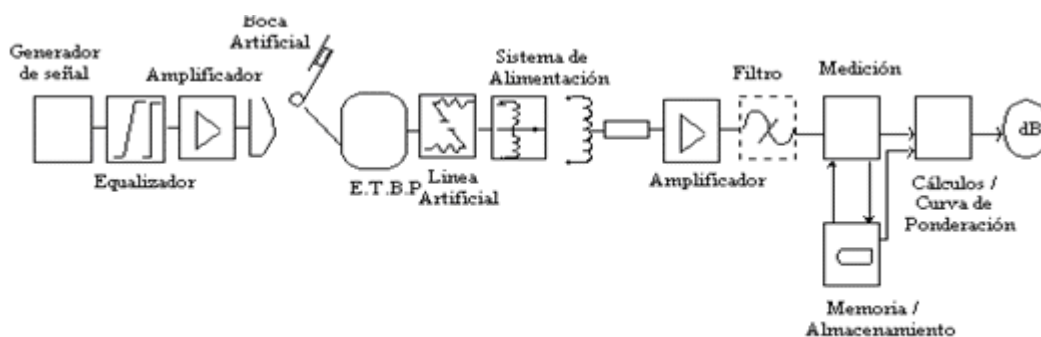 Boca
Artificial
Generador
de señal
Amplificador
Sistema de
Alimentación
Filtro
Medición
dB
Equalizador
E.T.B.P
Linea
Artificial
Amplificador
Cálculos /
Curva de
Ponderación
Memoria /
Almacenamiento